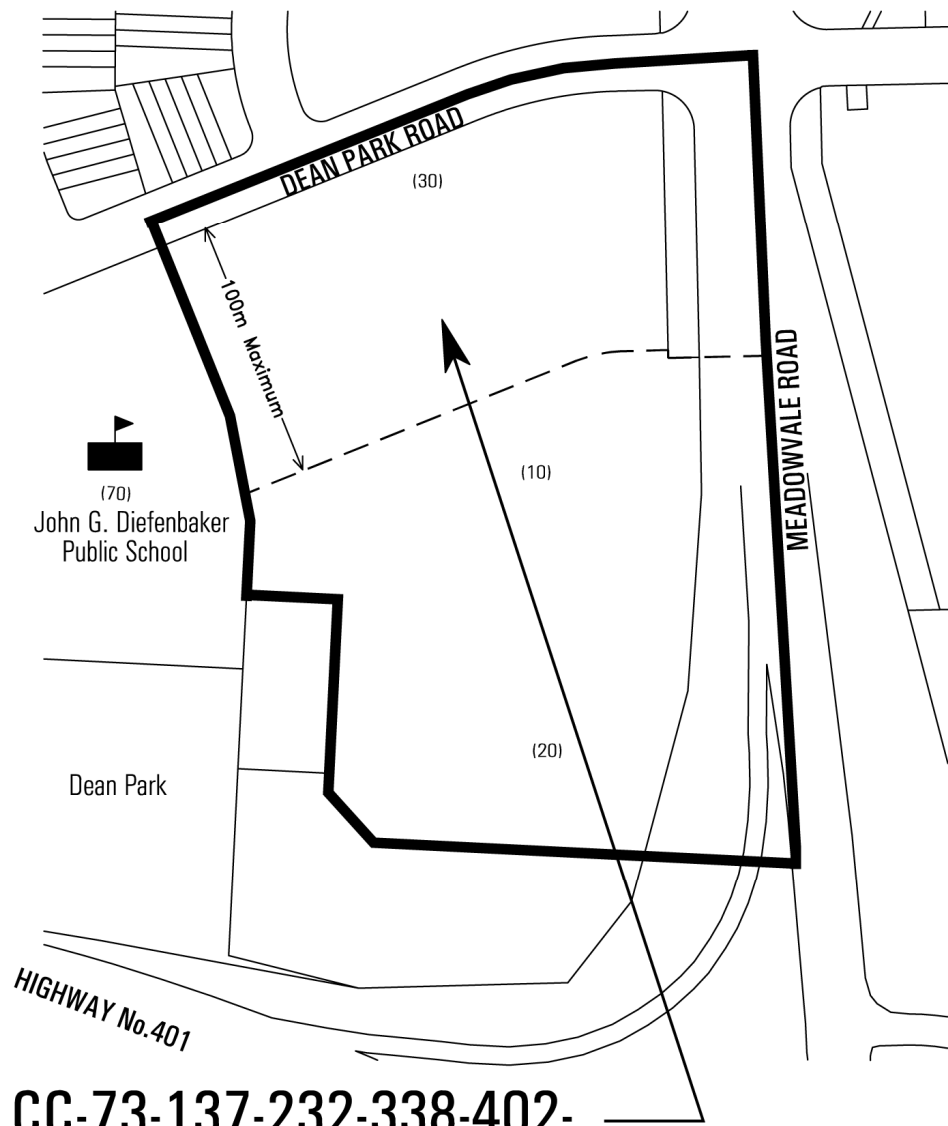 DEAN PARK ROAD
(30)
100m Maximum
MEADOWVALE ROAD
(10)
(70)
John G. Diefenbaker
Public School
(20)
Dean Park
HIGHWAY No.401
CC-73-137-232-338-402-